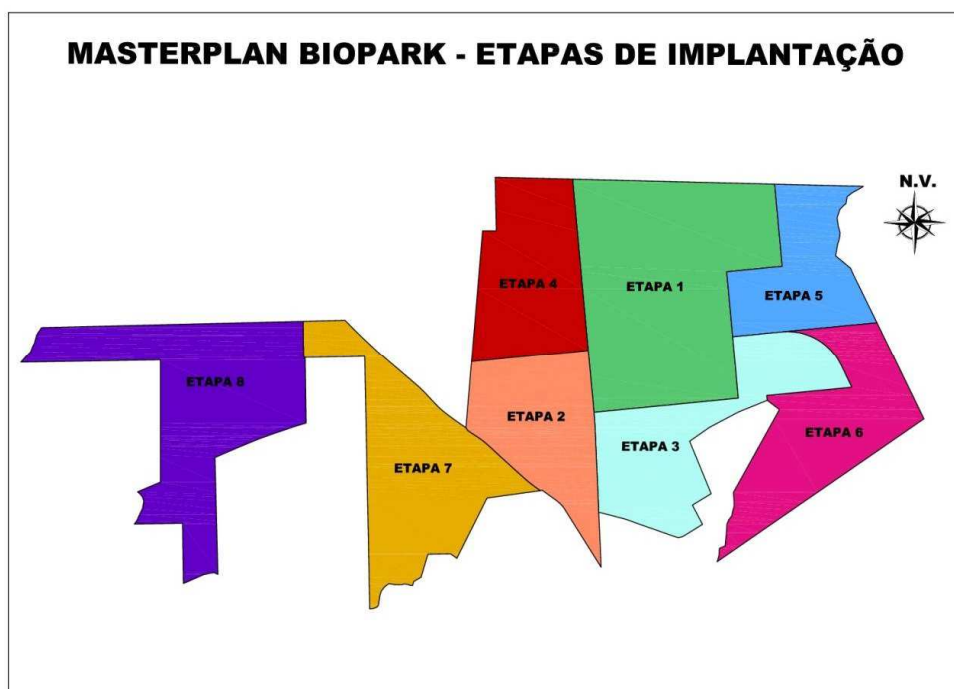 MASTERPLAN BIOPARK - ETAPAS DE IMPLANTAÇÃO
N.V.
ETAPA 4
ETAPA 1
ETAPA 5
ETAPA 8
ETAPA 2
ETAPA 6
ETAPA 3
ETAPA 7